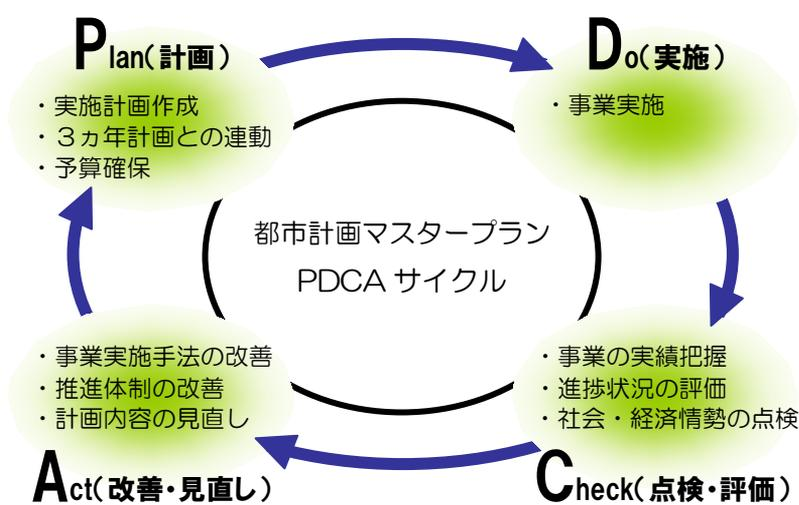 Plan(計画)
・実施計画作成
・３ヵ年計画との連動
・予算確保
Do(実施)
・事業実施
都市計画マスタープラン
PDCA サイクル
・事業実施手法の改善
・推進体制の改善
・計画内容の見直し
Act(改善・見直し)
・事業の実績把握
・進捗状況の評価
・社会・経済情勢の点検
Check(点検・評価)